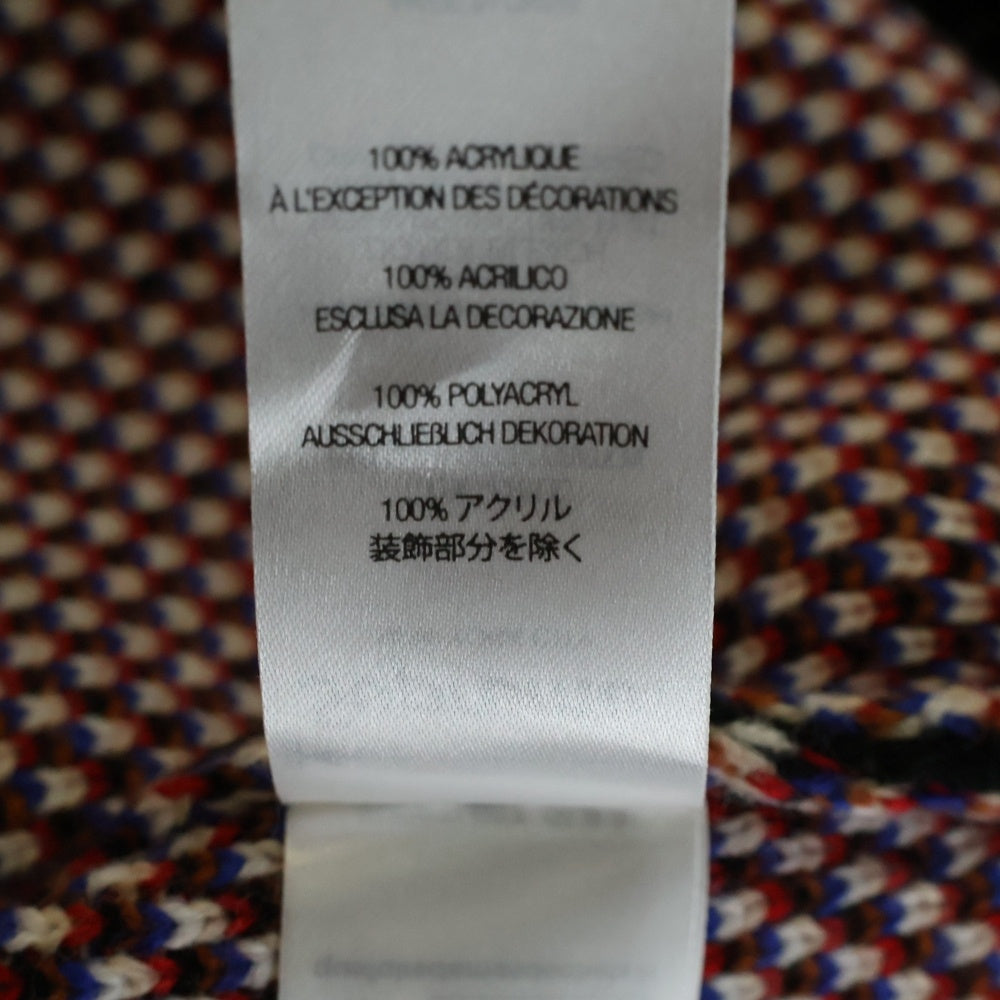 100% ACRYLIQUE
À L'EXCEPTION DES DÉCORATIONS
100% ACRILICO
ESCLUSA LA DECORAZIONE
100% POLYACRYL
AUSSCHLIEßLICH DEKORATION
100% アクリル
装飾部分を除く